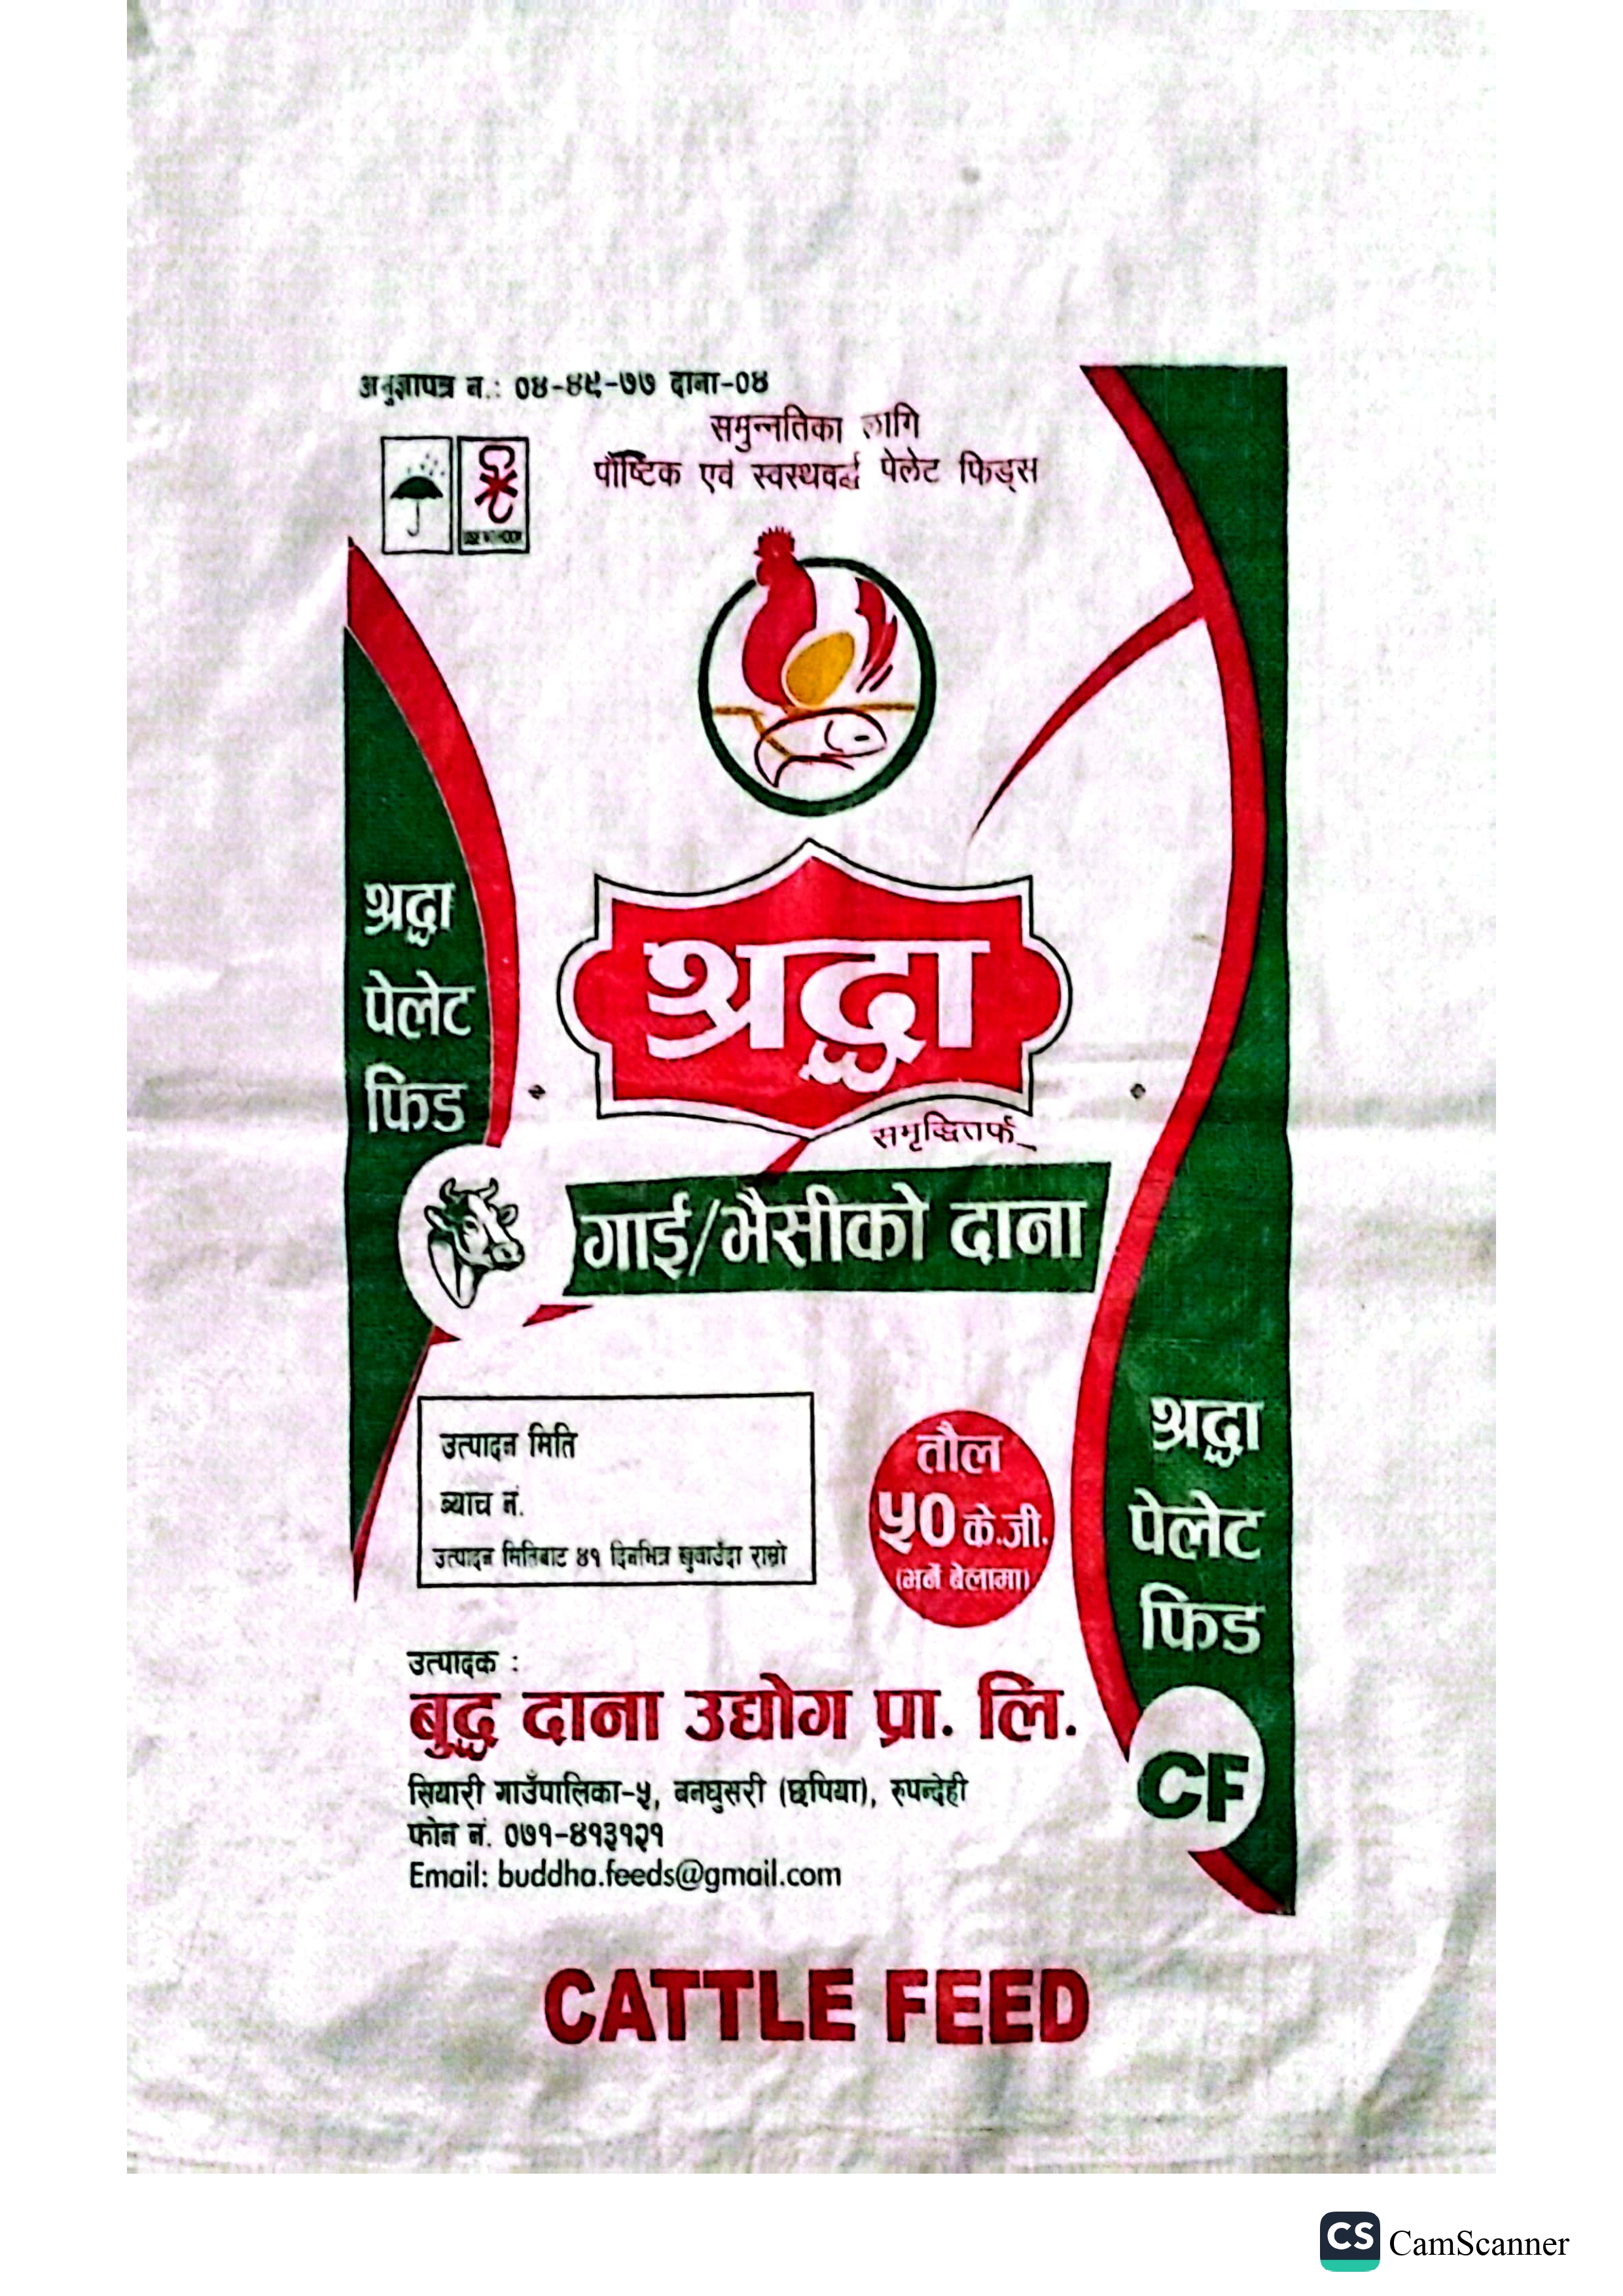 अनुज्ञापत्र न.: ०४-४९-७७ दाना-०४
समुन्नतिका लागि
पौष्टिक एवं स्वस्थवर्द्ध पेलेट फिड्स
श्रद्धा
पेलेट
फिड
श्रद्धा
समृद्धितर्फ
गाई/भैसीको दाना
उत्पादन मिति
ब्याच नं.
उत्पादन मितिबाट ४१ दिनभित्र खुवाउँदा राम्रो
तौल
५० के.जी.
(भर्ने बेलामा)
श्रद्धा
पेलेट
फिड
CF
उत्पादक :
बुद्ध दाना उद्योग प्रा. लि.
सियारी गाउँपालिका-५, बनघुसरी (छपिया), रुपन्देही
फोन नं. ०७१-४१३१२१
Email: buddha.feeds@gmail.com
CATTLE FEED
CS CamScanner